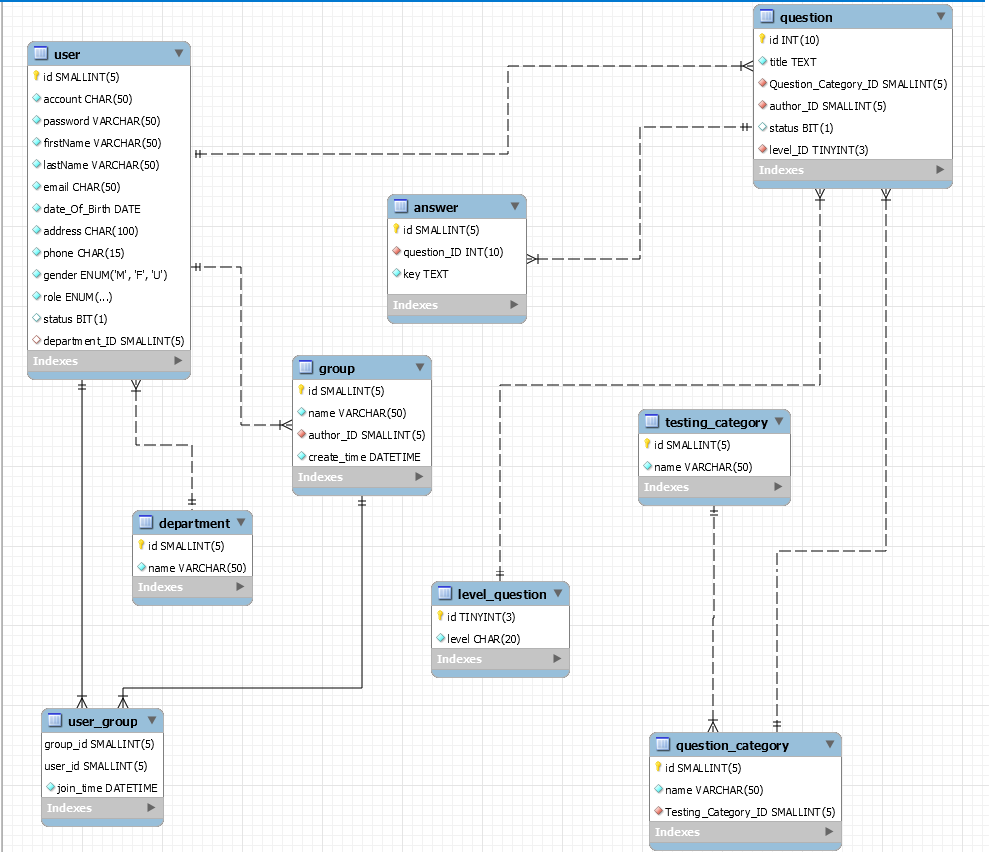 user
id SMALLINT(5)
account CHAR(50)
password VARCHAR(50)
firstName VARCHAR(50)
lastName VARCHAR(50)
email CHAR(50)
date_Of_Birth DATE
address CHAR(100)
phone CHAR(15)
gender ENUM('M', 'F', 'U')
role ENUM(...)
status BIT(1)
department_ID SMALLINT(5)
Indexes
question
id INT(10)
title TEXT
Question_Category_ID SMALLINT(5)
author_ID SMALLINT(5)
status BIT(1)
level_ID TINYINT(3)
Indexes
answer
id SMALLINT(5)
question_ID INT(10)
key TEXT
Indexes
group
id SMALLINT(5)
name VARCHAR(50)
author_ID SMALLINT(5)
create_time DATETIME
Indexes
testing_category
id SMALLINT(5)
name VARCHAR(50)
Indexes
department
id SMALLINT(5)
name VARCHAR(50)
Indexes
level_question
id TINYINT(3)
level CHAR(20)
Indexes
user_group
group_id SMALLINT(5)
user_id SMALLINT(5)
join_time DATETIME
Indexes
question_category
id SMALLINT(5)
name VARCHAR(50)
Testing_Category_ID SMALLINT(5)
Indexes